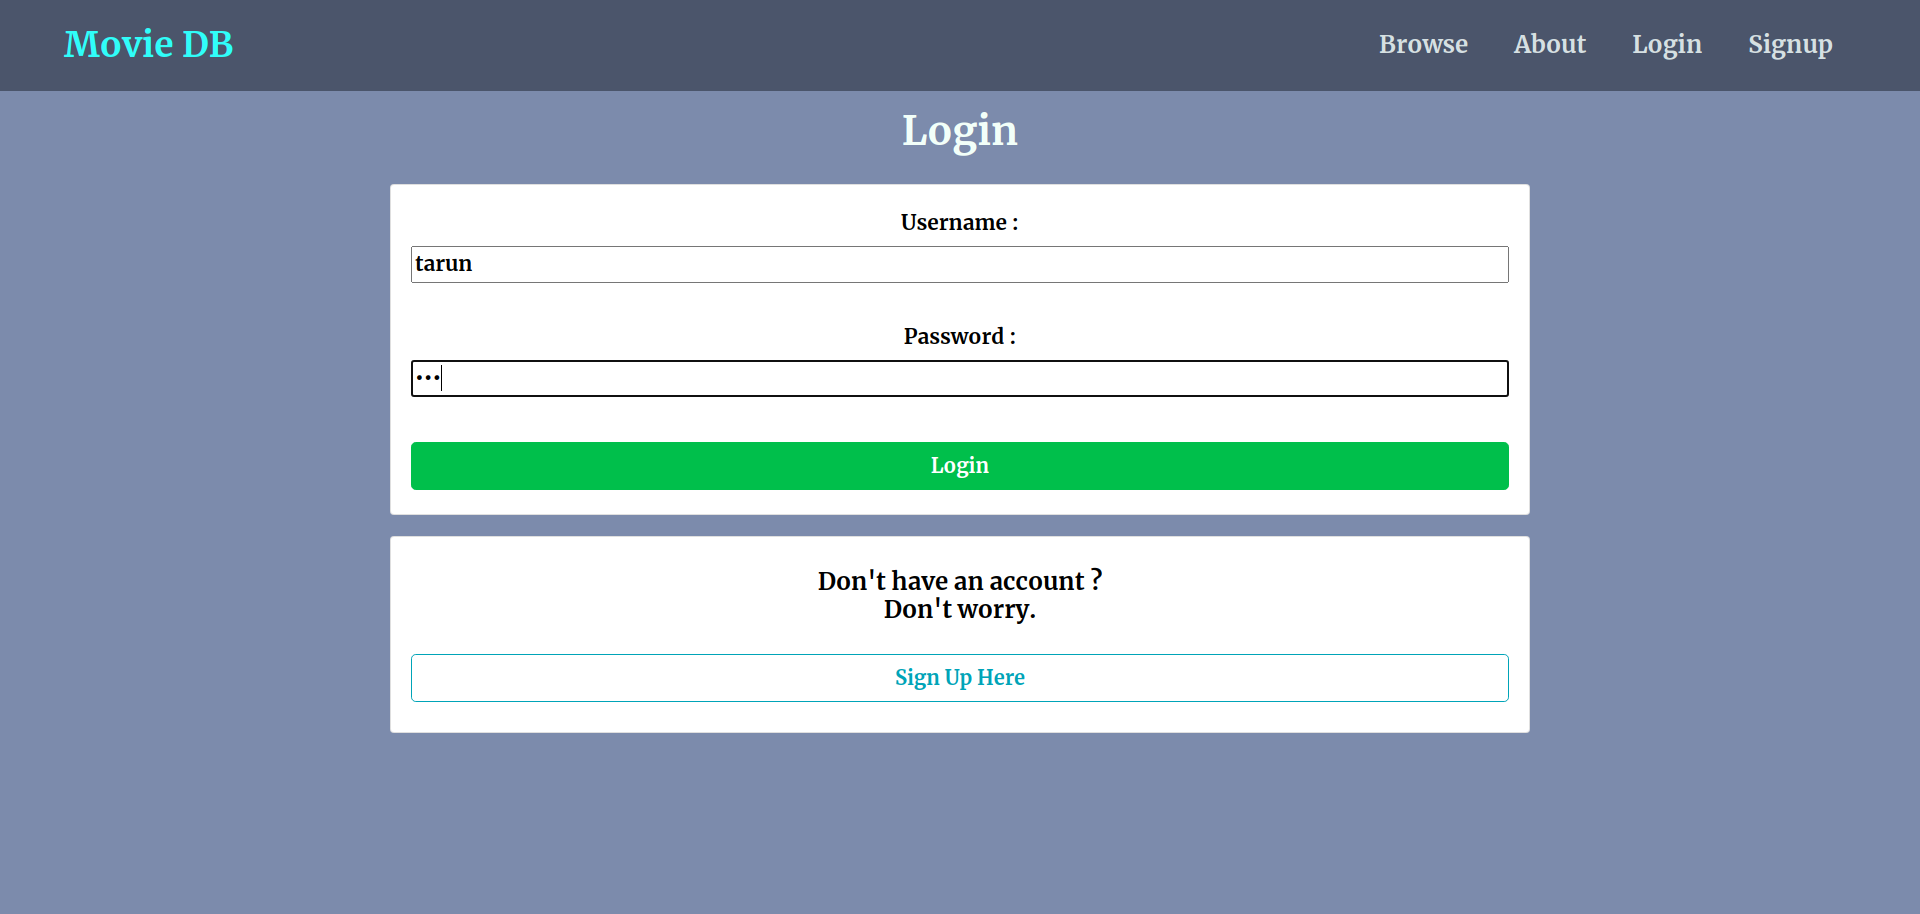 Movie DB Browse About Login Signup
Login
Username :
tarun
Password :
•••
Login
Don't have an account ?
Don't worry.
Sign Up Here